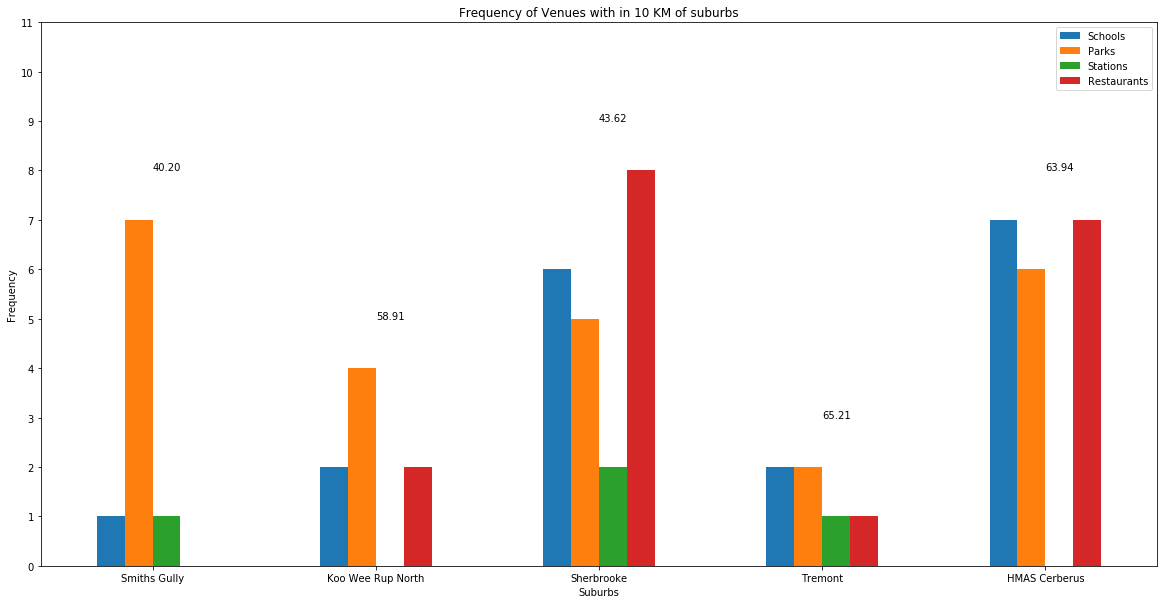 Frequency of Venues with in 10 KM of suburbs
Schools
Parks
Stations
Restaurants
11
10
9
8
7
6
5
4
3
2
1
0
Frequency
40.20
58.91
43.62
65.21
63.94
Smiths Gully
Koo Wee Rup North
Sherbrooke
Tremont
HMAS Cerberus
Suburbs